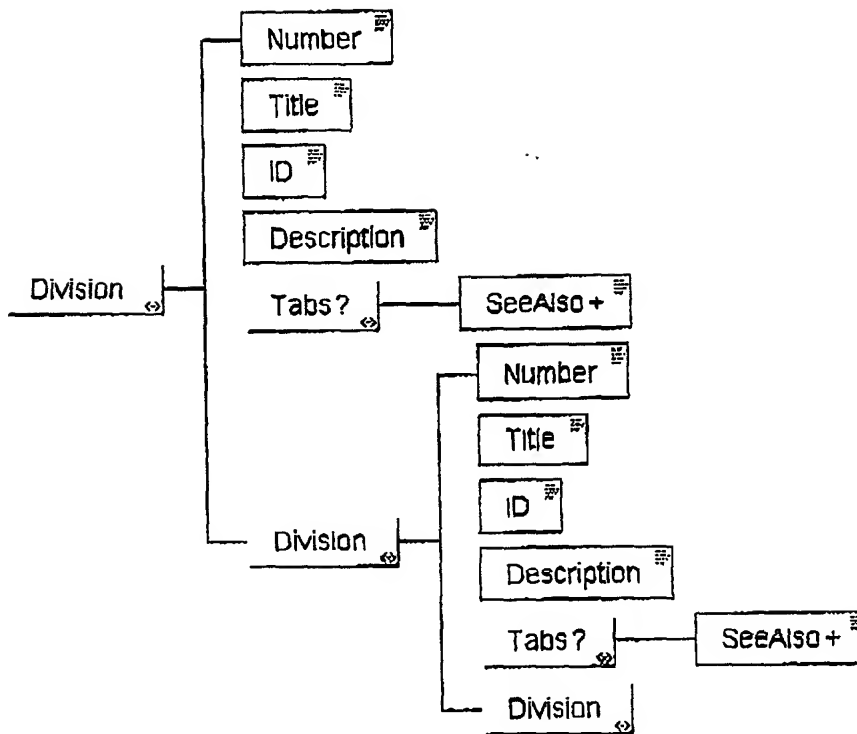 Number
Title
ID
Description
Division
Tabs?
SeeAlso+
Number
Title
ID
Division
Description
Tabs?
SeeAlso+
Division